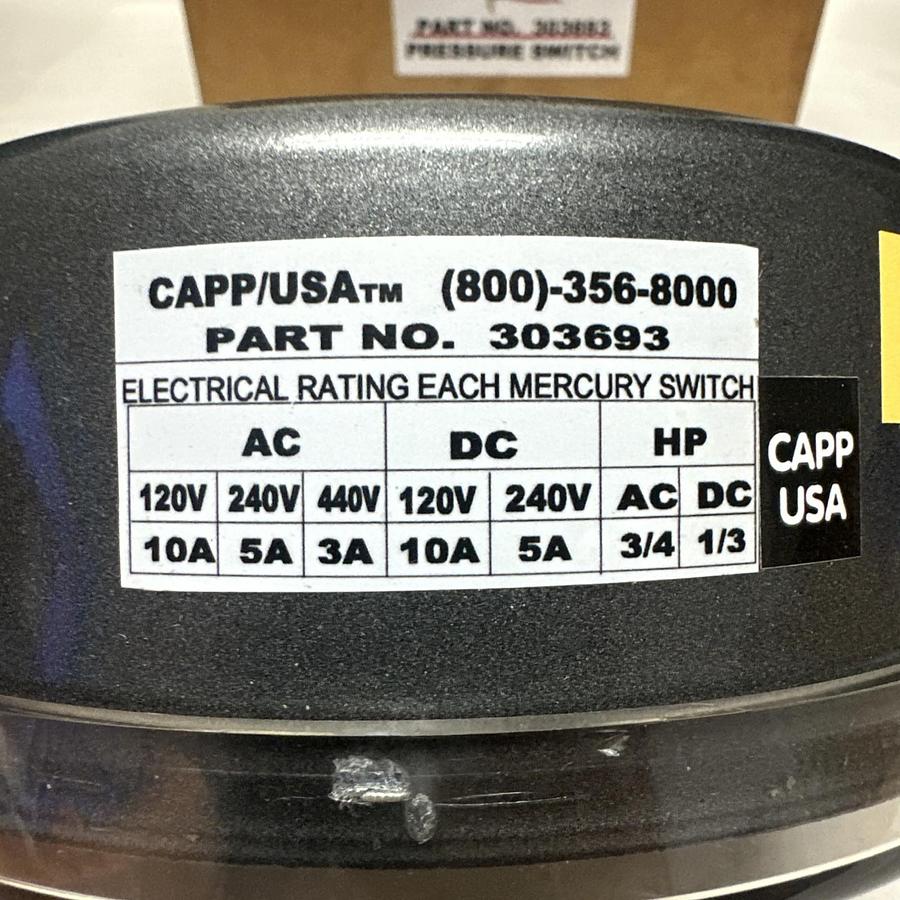 PART NO. 303693
PRESSURE SWITCH
CAPP/USA™ (800)-356-8000
PART NO. 303693
ELECTRICAL RATING EACH MERCURY SWITCH
AC DC HP
120V 240V 440V 120V 240V AC DC
10A 5A 3A 10A 5A 3/4 1/3
CAPP
USA